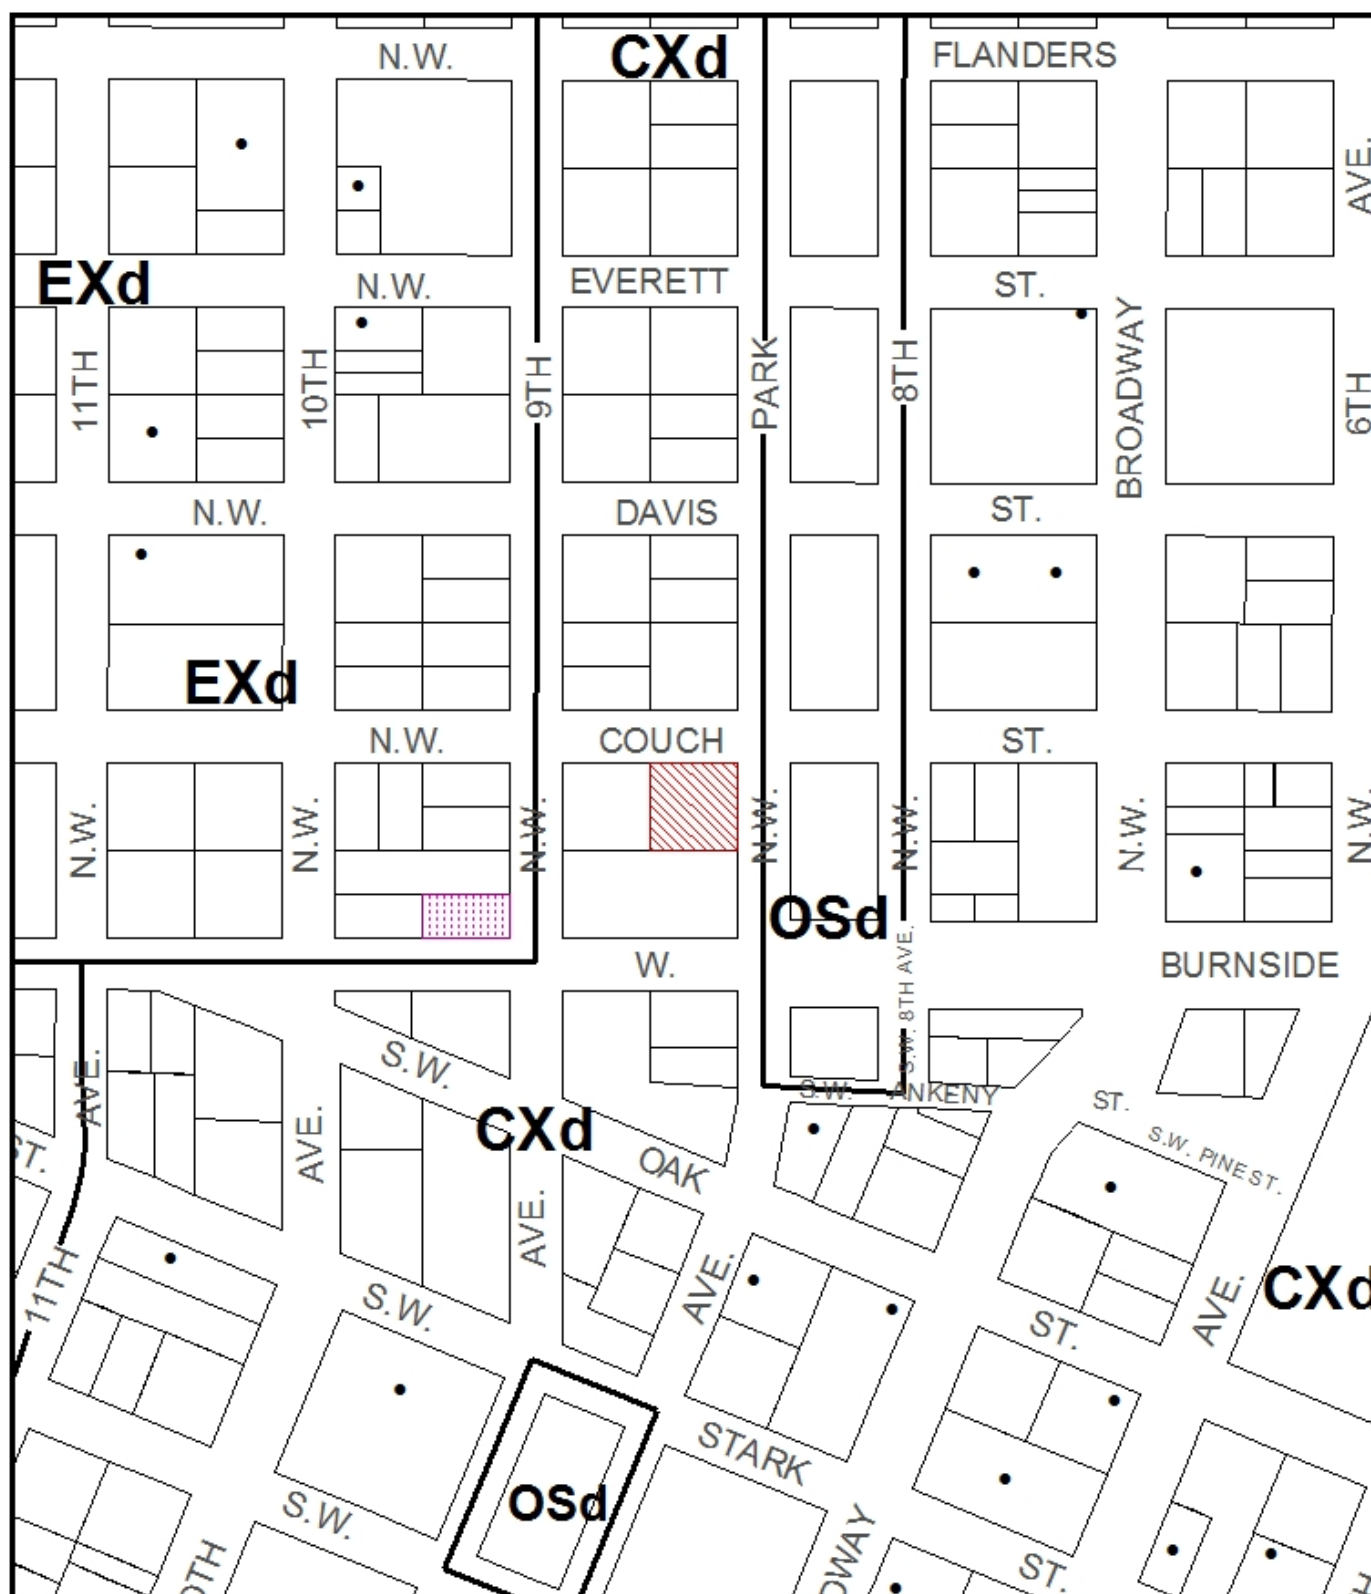 N.W.
CXd
FLANDERS
AVE.
EXd
N.W.
EVERETT
ST.
11TH
10TH
9TH
PARK
8TH
BROADWAY
6TH
N.W.
DAVIS
ST.
EXd
N.W.
COUCH
ST.
N.W.
N.W.
N.W.
N.W.
N.W.
N.W.
N.W.
OSd
W.
BURNSIDE
S.W. 8TH AVE.
S.W.
AVE.
S.W.
ANKENY
ST.
CXd
AVE.
ST.
OAK
S.W. PINE ST.
AVE.
AVE.
11TH
S.W.
CXd
AVE.
ST.
STARK
OSd
S.W.
ST.